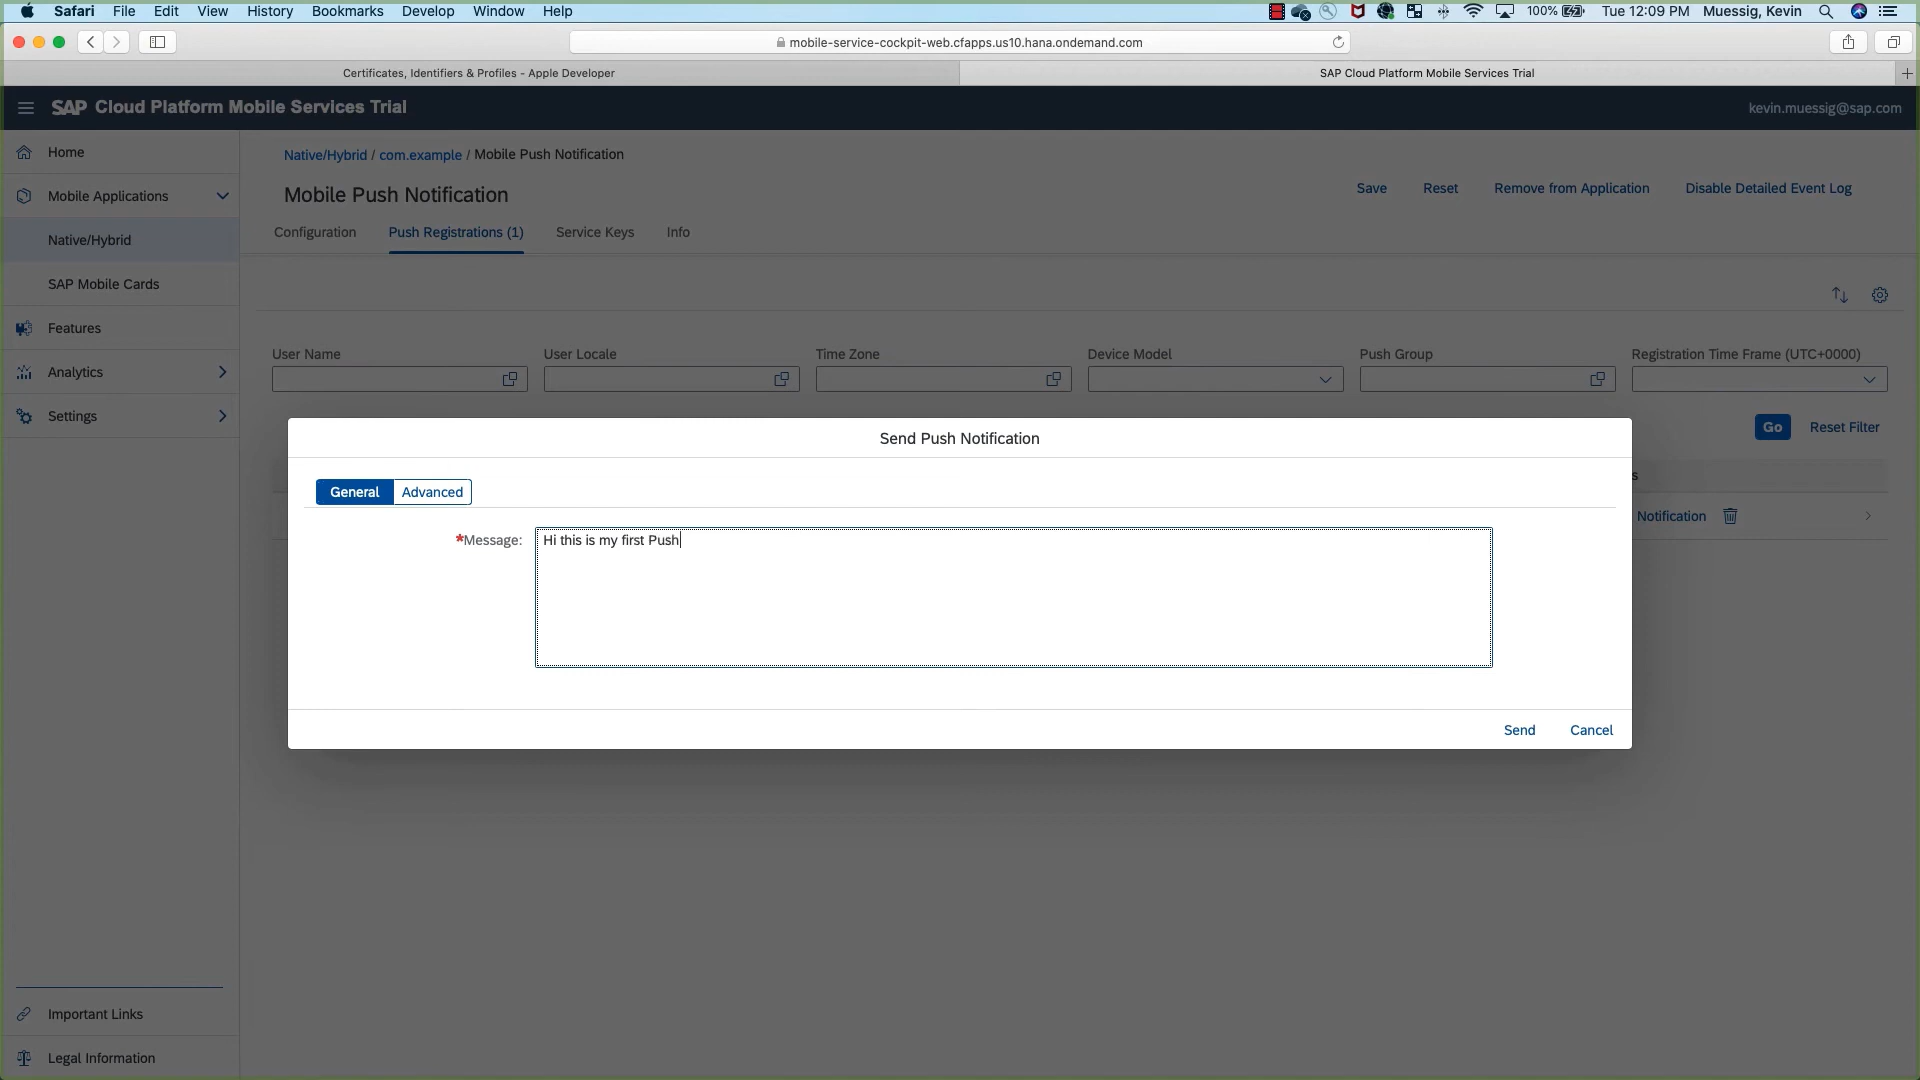 Safari File Edit View History Bookmarks Develop Window Help 100% Tue 12:09 PM Muessig, Kevin
mobile-service-cockpit-web.cfapps.us10.hana.ondemand.com
Certificates, Identifiers & Profiles - Apple Developer
SAP Cloud Platform Mobile Services Trial
SAP Cloud Platform Mobile Services Trial
kevin.muessig@sap.com
Home
Mobile Applications
Native/Hybrid
SAP Mobile Cards
Features
Analytics
Settings
Important Links
Legal Information
Native/Hybrid / com.example / Mobile Push Notification
Mobile Push Notification
Save Reset Remove from Application Disable Detailed Event Log
Configuration Push Registrations (1) Service Keys Info
User Name User Locale Time Zone Device Model Push Group Registration Time Frame (UTC+0000)
Go Reset Filter
s
Notification
Send Push Notification
General Advanced
*Message: Hi this is my first Push
Send Cancel